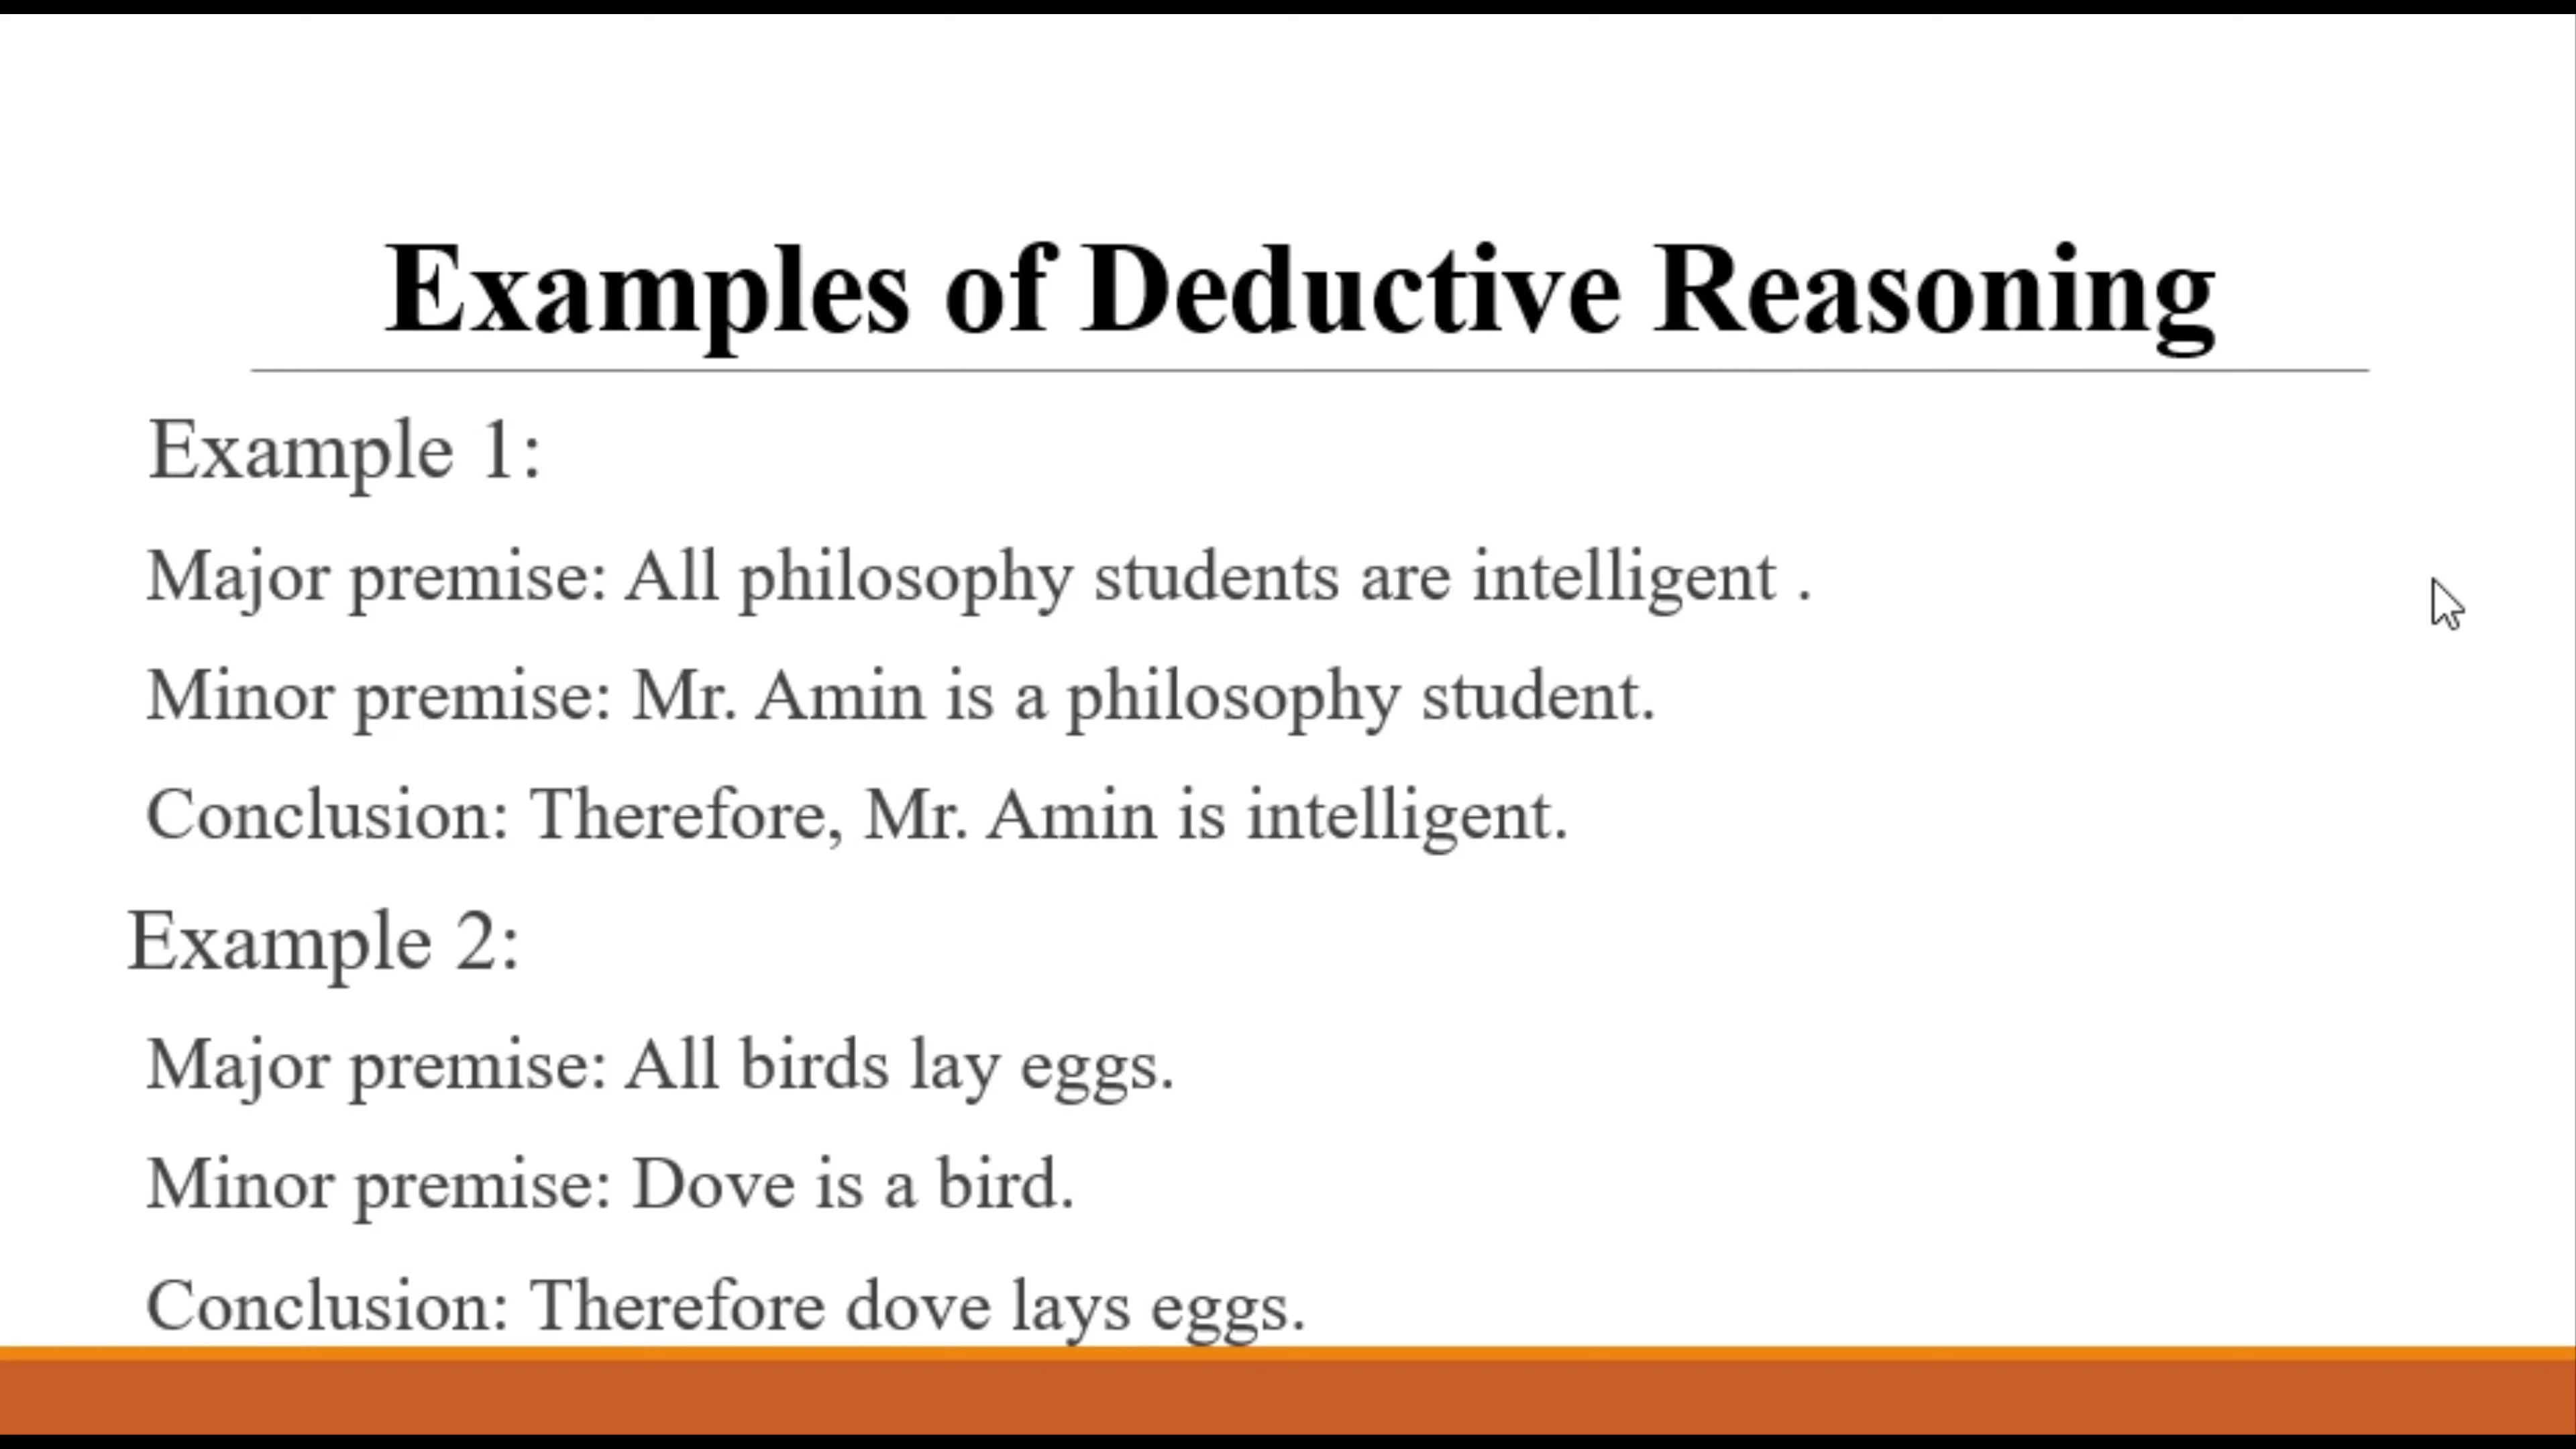 Examples of Deductive Reasoning
Example 1:
Major premise: All philosophy students are intelligent .
Minor premise: Mr. Amin is a philosophy student.
Conclusion: Therefore, Mr. Amin is intelligent.
Example 2:
Major premise: All birds lay eggs.
Minor premise: Dove is a bird.
Conclusion: Therefore dove lays eggs.